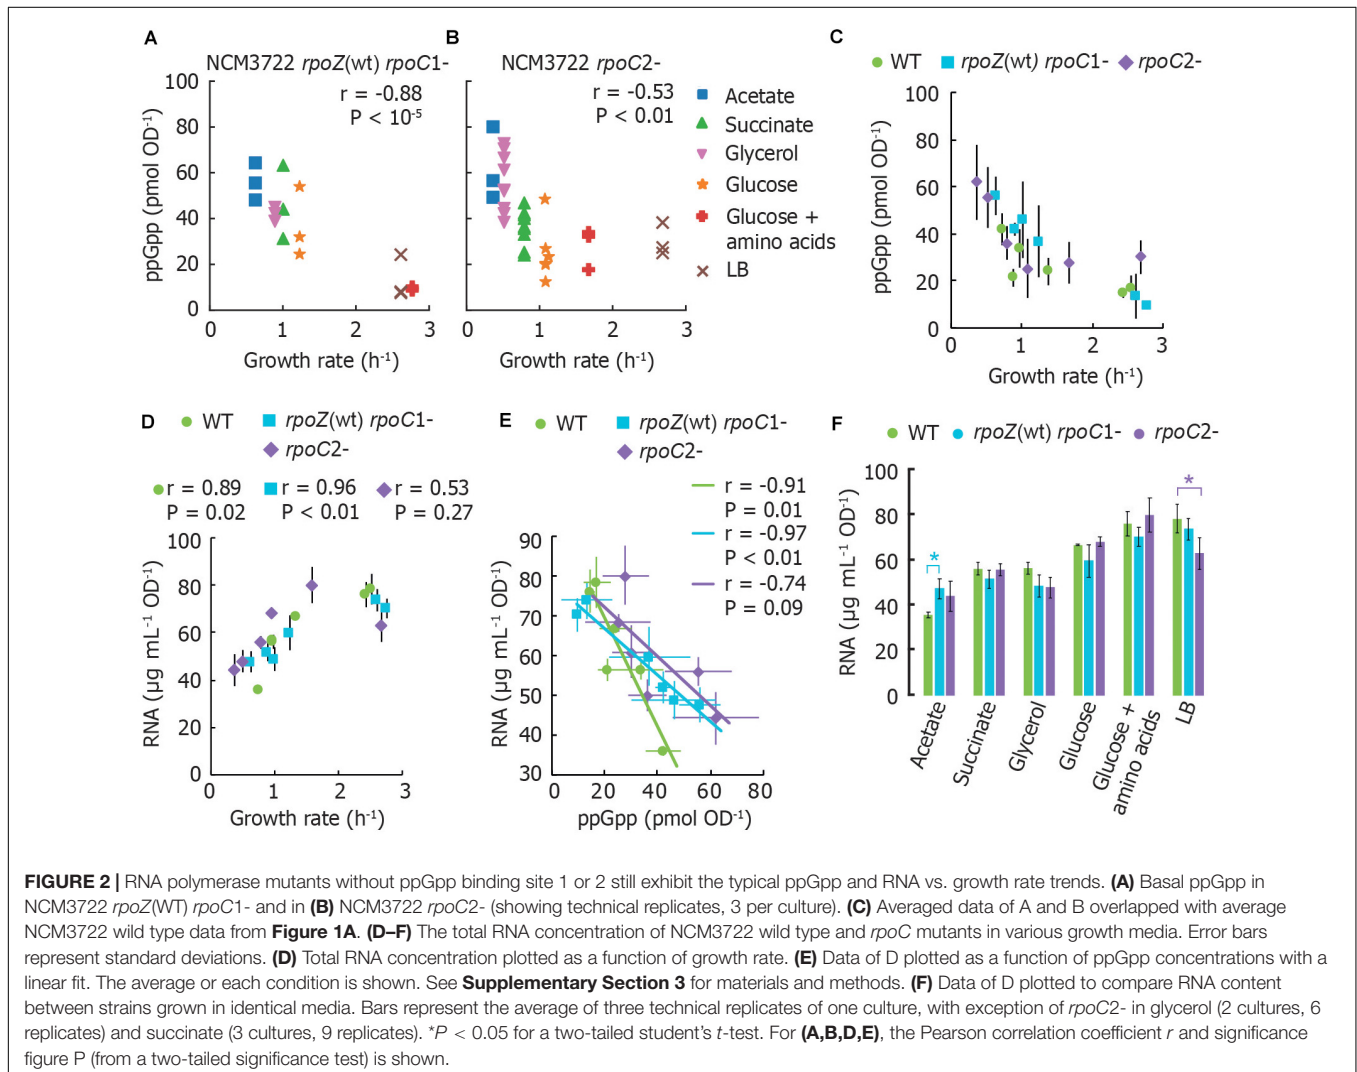 A
NCM3722 rpoZ(wt) rpoC1-
r = -0.88
P < 10-5
ppGpp (pmol OD-1)
100
80
60
40
20
0
0 1 2 3
Growth rate (h-1)
B
NCM3722 rpoC2-
r = -0.53
P < 0.01
100
80
60
40
20
0
0 1 2 3
Growth rate (h-1)
Acetate
Succinate
Glycerol
Glucose
Glucose +
amino acids
LB
C
WT rpoZ(wt) rpoC1- rpoC2-
ppGpp (pmol OD-1)
100
80
60
40
20
0
0 1 2 3
Growth rate (h-1)
D
WT rpoZ(wt) rpoC1-
rpoC2-
r = 0.89 r = 0.96 r = 0.53
P = 0.02 P < 0.01 P = 0.27
RNA (µg mL-1 OD-1)
100
80
60
40
20
0
0 1 2 3
Growth rate (h-1)
E
WT rpoZ(wt) rpoC1-
rpoC2-
r = -0.91
P = 0.01
r = -0.97
P < 0.01
r = -0.74
P = 0.09
RNA (µg mL-1 OD-1)
90
80
70
60
50
40
30
0 20 40 60 80
ppGpp (pmol OD-1)
F
WT rpoZ(wt) rpoC1- rpoC2-
RNA (µg mL-1 OD-1)
100
80
60
40
20
0
*
*
Acetate
Succinate
Glycerol
Glucose
Glucose +
amino acids
LB
FIGURE 2 | RNA polymerase mutants without ppGpp binding site 1 or 2 still exhibit the typical ppGpp and RNA vs. growth rate trends. (A) Basal ppGpp in
NCM3722 rpoZ(WT) rpoC1- and in (B) NCM3722 rpoC2- (showing technical replicates, 3 per culture). (C) Averaged data of A and B overlapped with average
NCM3722 wild type data from Figure 1A. (D–F) The total RNA concentration of NCM3722 wild type and rpoC mutants in various growth media. Error bars
represent standard deviations. (D) Total RNA concentration plotted as a function of growth rate. (E) Data of D plotted as a function of ppGpp concentrations with a
linear fit. The average or each condition is shown. See Supplementary Section 3 for materials and methods. (F) Data of D plotted to compare RNA content
between strains grown in identical media. Bars represent the average of three technical replicates of one culture, with exception of rpoC2- in glycerol (2 cultures, 6
replicates) and succinate (3 cultures, 9 replicates). *P < 0.05 for a two-tailed student's t-test. For (A,B,D,E), the Pearson correlation coefficient r and significance
figure P (from a two-tailed significance test) is shown.